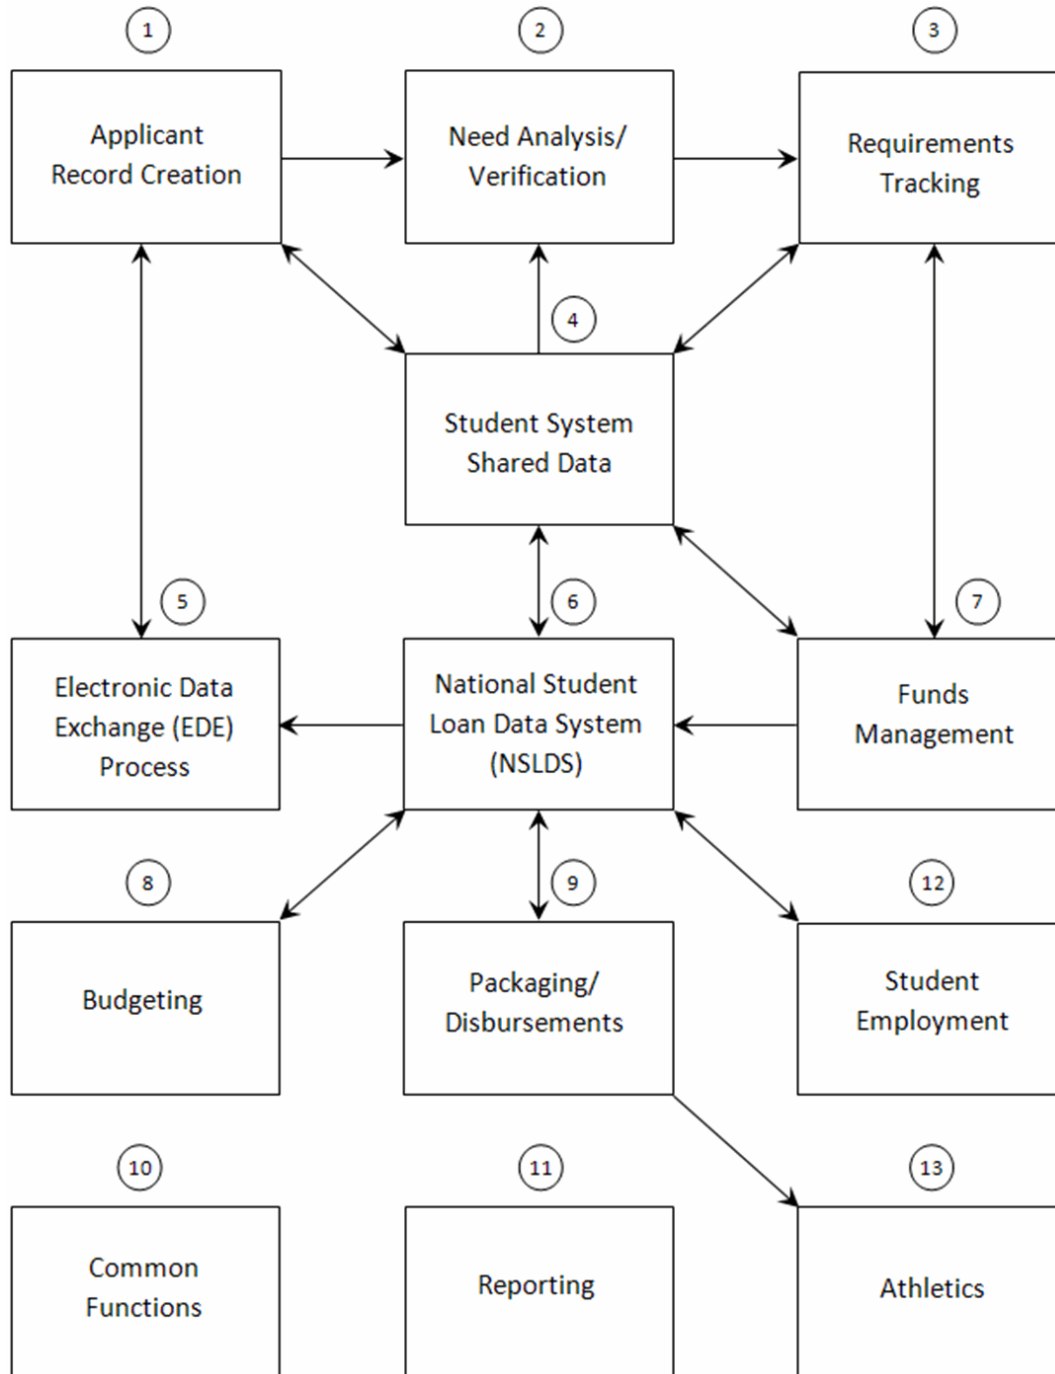 1
2
3
Applicant
Record Creation
Need Analysis/
Verification
Requirements
Tracking
4
Student System
Shared Data
5
6
7
Electronic Data
Exchange (EDE)
Process
National Student
Loan Data System
(NSLDS)
Funds
Management
8
9
12
Budgeting
Packaging/
Disbursements
Student
Employment
10
11
13
Common
Functions
Reporting
Athletics